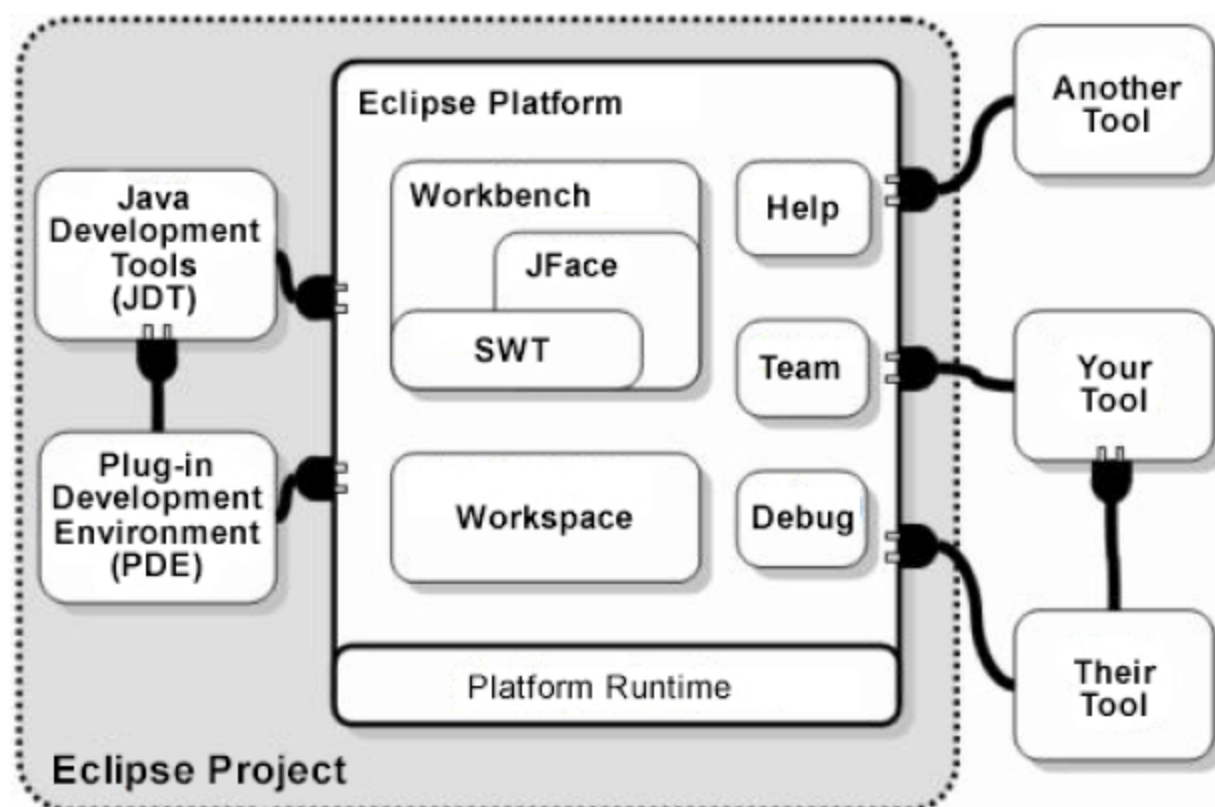 Eclipse Platform
Workbench
JFace
SWT
Help
Team
Debug
Workspace
Platform Runtime
Java
Development
Tools
(JDT)
Plug-in
Development
Environment
(PDE)
Eclipse Project
Another
Tool
Your
Tool
Their
Tool